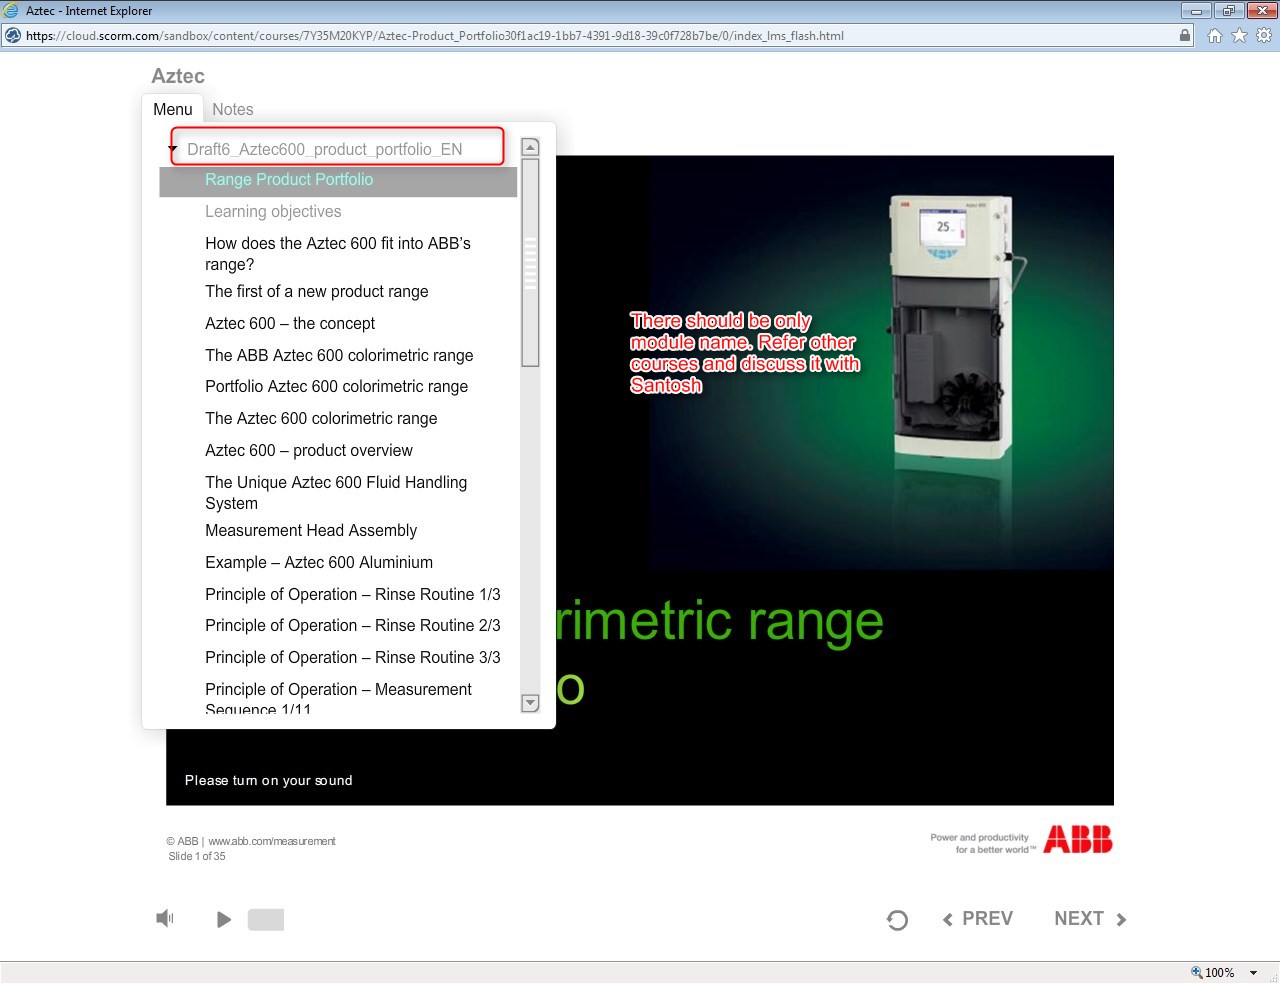 Aztec - Internet Explorer
https://cloud.scorm.com/sandbox/content/courses/7Y35M20KYP/Aztec-Product_Portfolio30f1ac19-1bb7-4391-9d18-39c0f728b7be/0/index_lms_flash.html
Aztec
Menu Notes
Draft6_Aztec600_product_portfolio_EN
Range Product Portfolio
Learning objectives
How does the Aztec 600 fit into ABB’s
range?
The first of a new product range
Aztec 600 – the concept
The ABB Aztec 600 colorimetric range
Portfolio Aztec 600 colorimetric range
The Aztec 600 colorimetric range
Aztec 600 – product overview
The Unique Aztec 600 Fluid Handling
System
Measurement Head Assembly
Example – Aztec 600 Aluminium
Principle of Operation – Rinse Routine 1/3
Principle of Operation – Rinse Routine 2/3
Principle of Operation – Rinse Routine 3/3
Principle of Operation – Measurement
Sequence 1/11
ABB Aztec 600
25
There should be only
module name. Refer other
courses and discuss it with
Santosh
rimetric range
o
Please turn on your sound
© ABB | www.abb.com/measurement
Slide 1 of 35
Power and productivity
for a better world™
ABB
PREV NEXT
100%